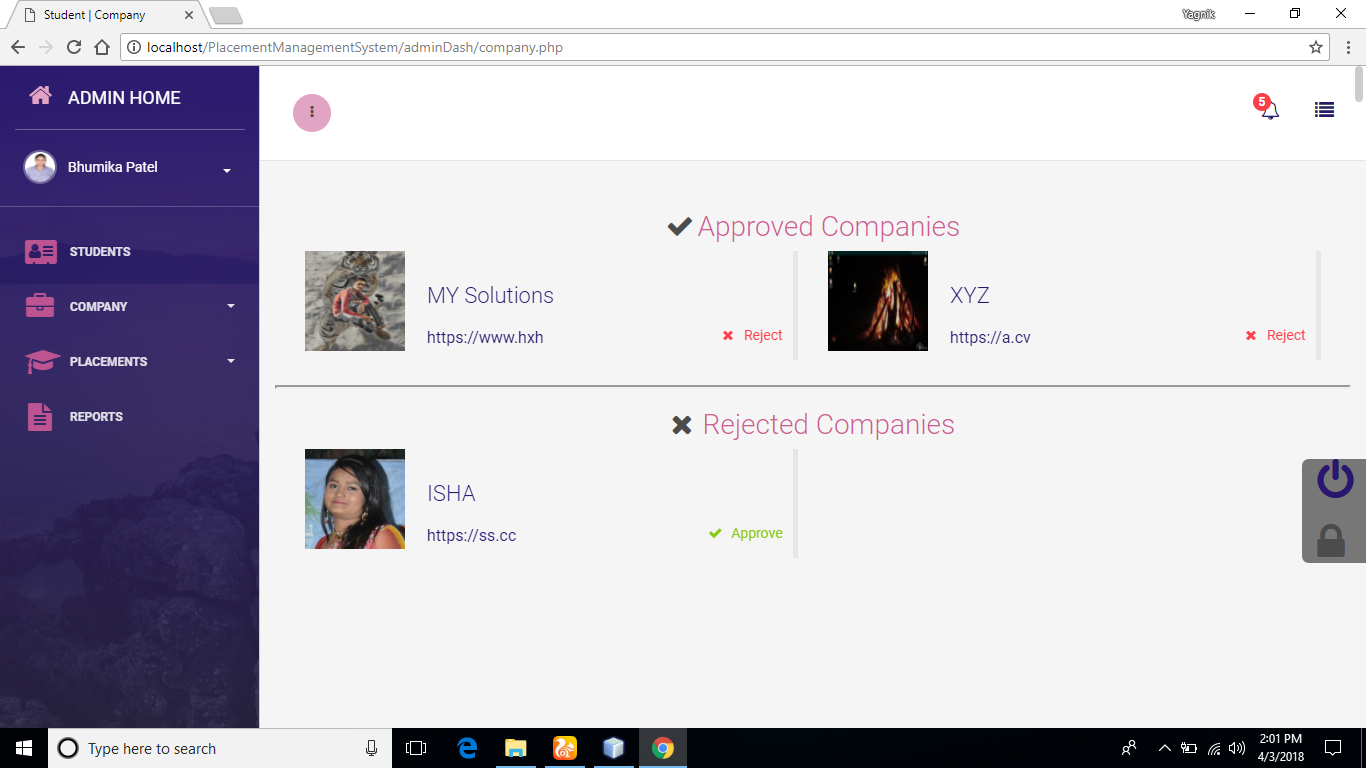 Student | Company
Yagnik
localhost/PlacementManagementSystem/adminDash/company.php
ADMIN HOME
5
Bhumika Patel
Approved Companies
STUDENTS
MY Solutions
XYZ
COMPANY
https://www.hxh
Reject
https://a.cv
Reject
PLACEMENTS
REPORTS
Rejected Companies
ISHA
https://ss.cc
Approve
Type here to search
2:01 PM
4/3/2018